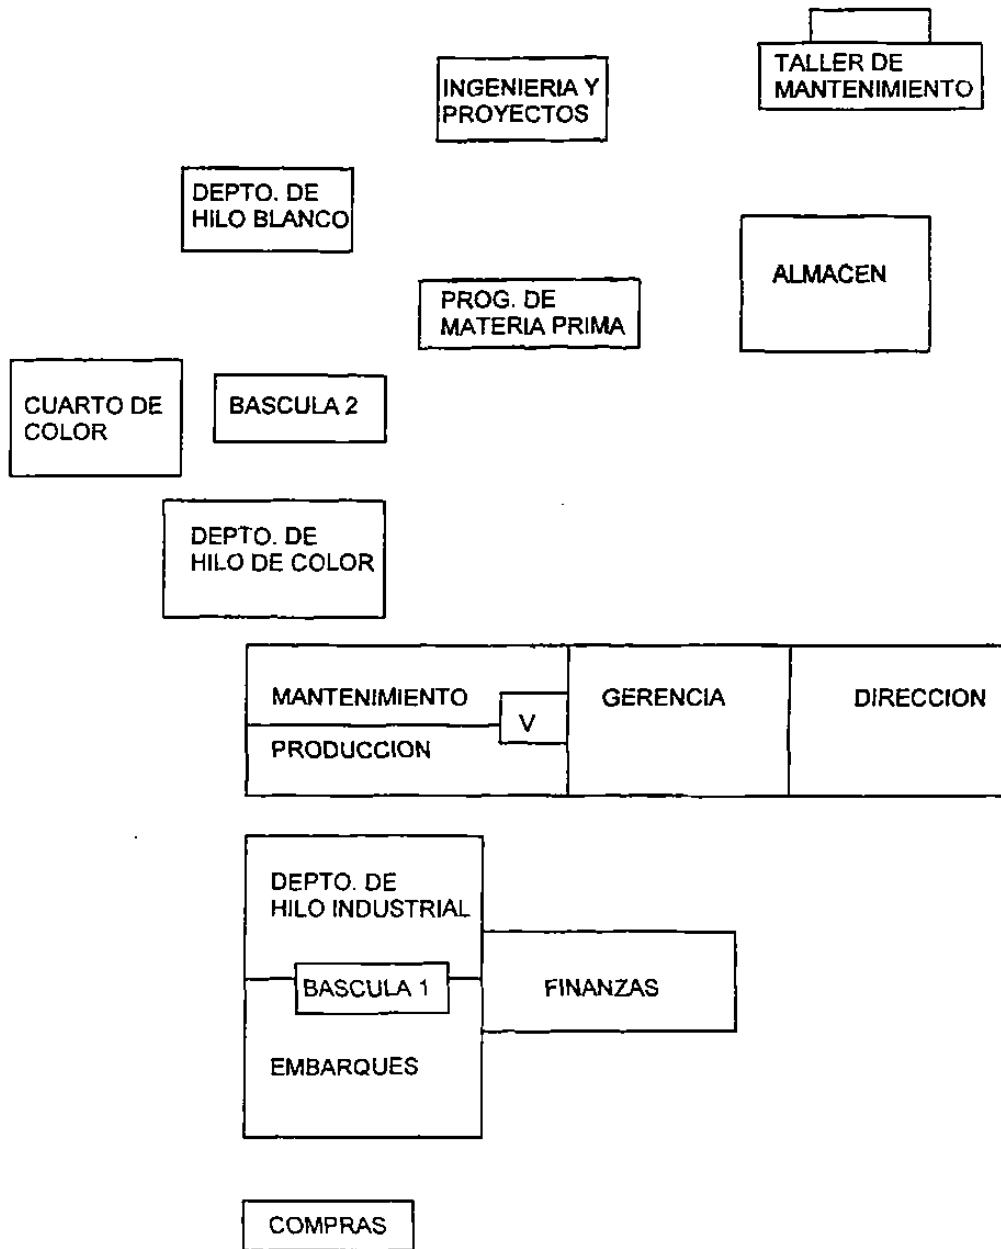 TALLER DE
MANTENIMIENTO
INGENIERIA Y
PROYECTOS
DEPTO. DE
HILO BLANCO
ALMACEN
PROG. DE
MATERIA PRIMA
CUARTO DE
COLOR
BASCULA 2
DEPTO. DE
HILO DE COLOR
MANTENIMIENTO
V
PRODUCCION
GERENCIA
DIRECCION
DEPTO. DE
HILO INDUSTRIAL
BASCULA 1
FINANZAS
EMBARQUES
COMPRAS